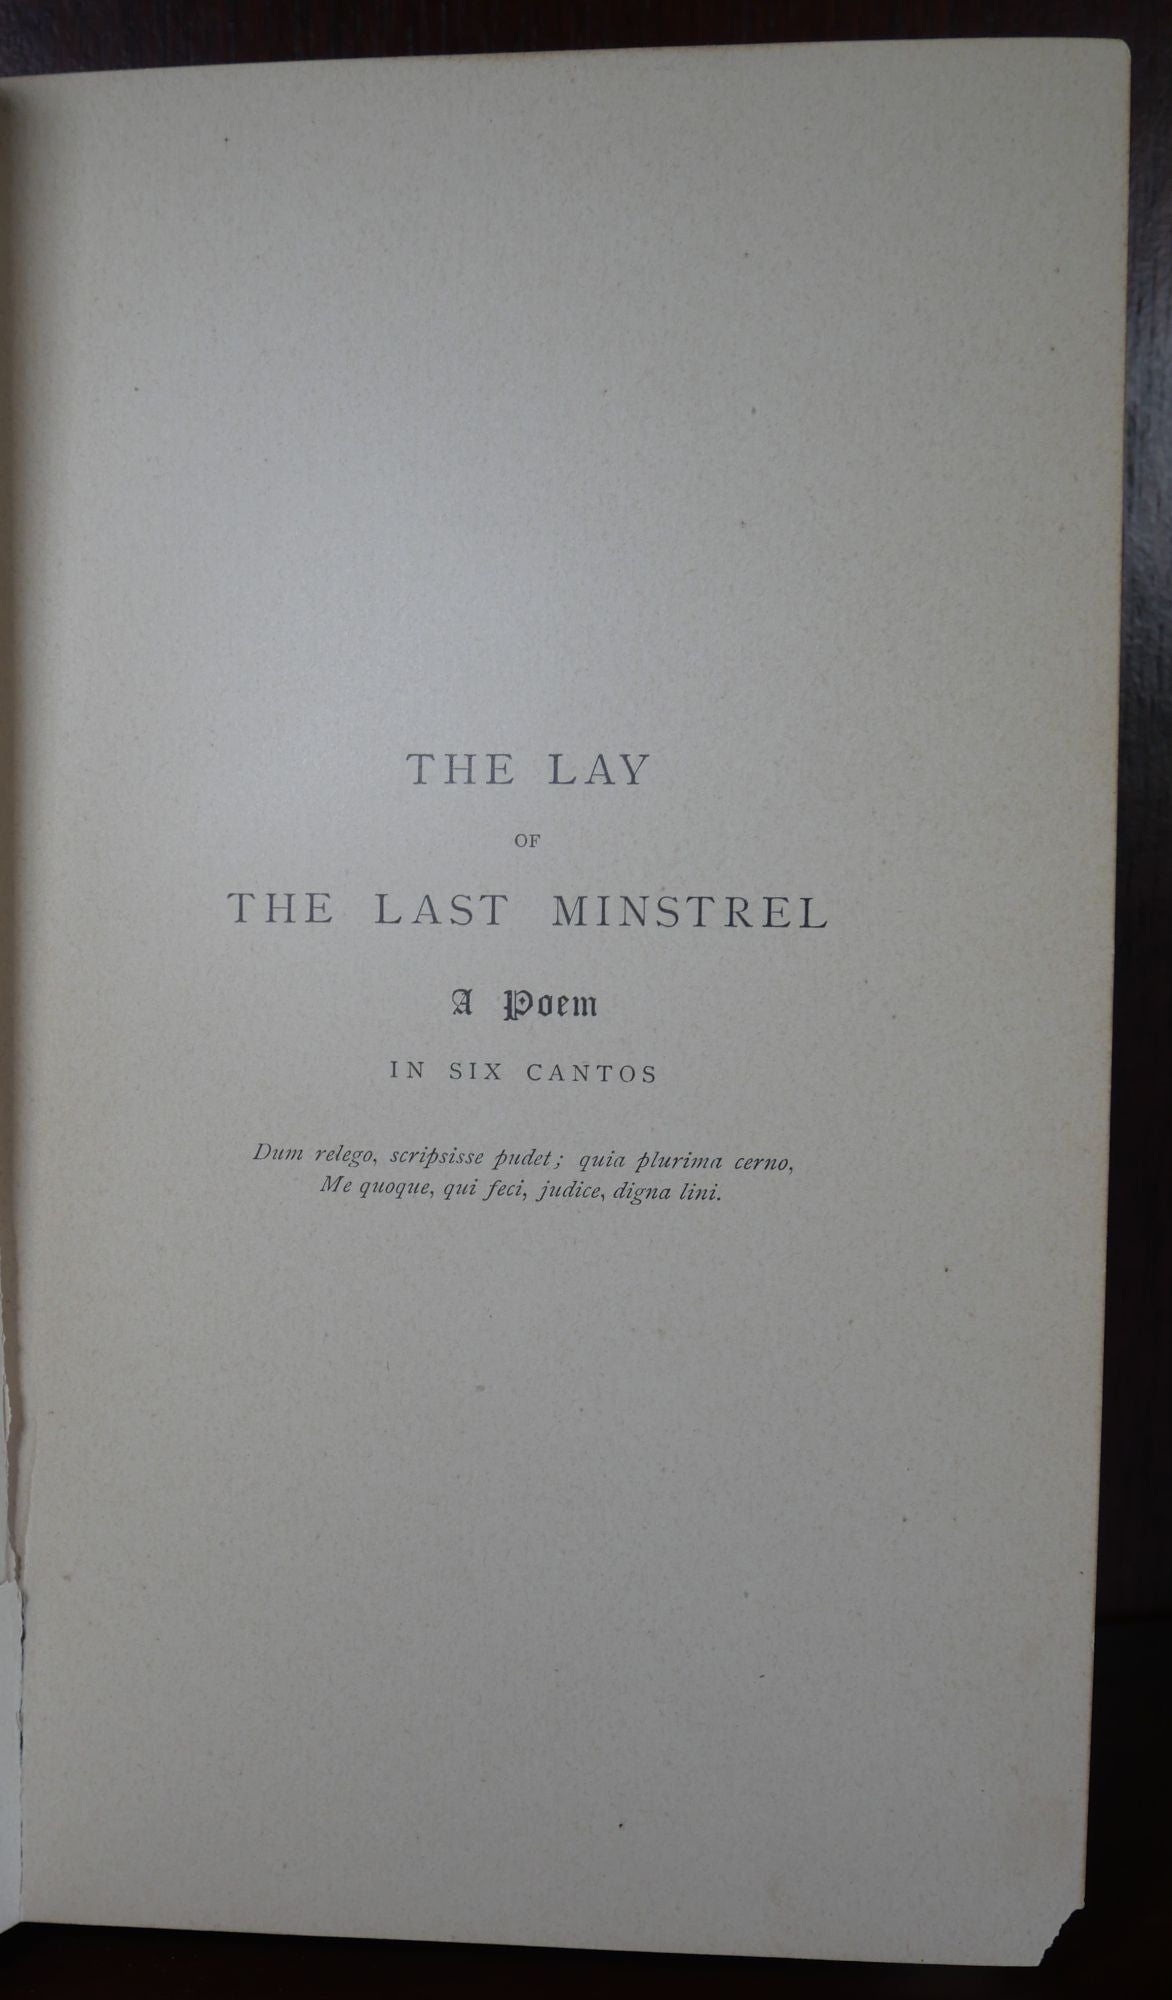 THE LAY
OF
THE LAST MINSTREL
A Poem
IN SIX CANTOS
Dum relego, scripsisse pudet; quia plurima cerno,
Me quoque, qui feci, judice, digna lini.